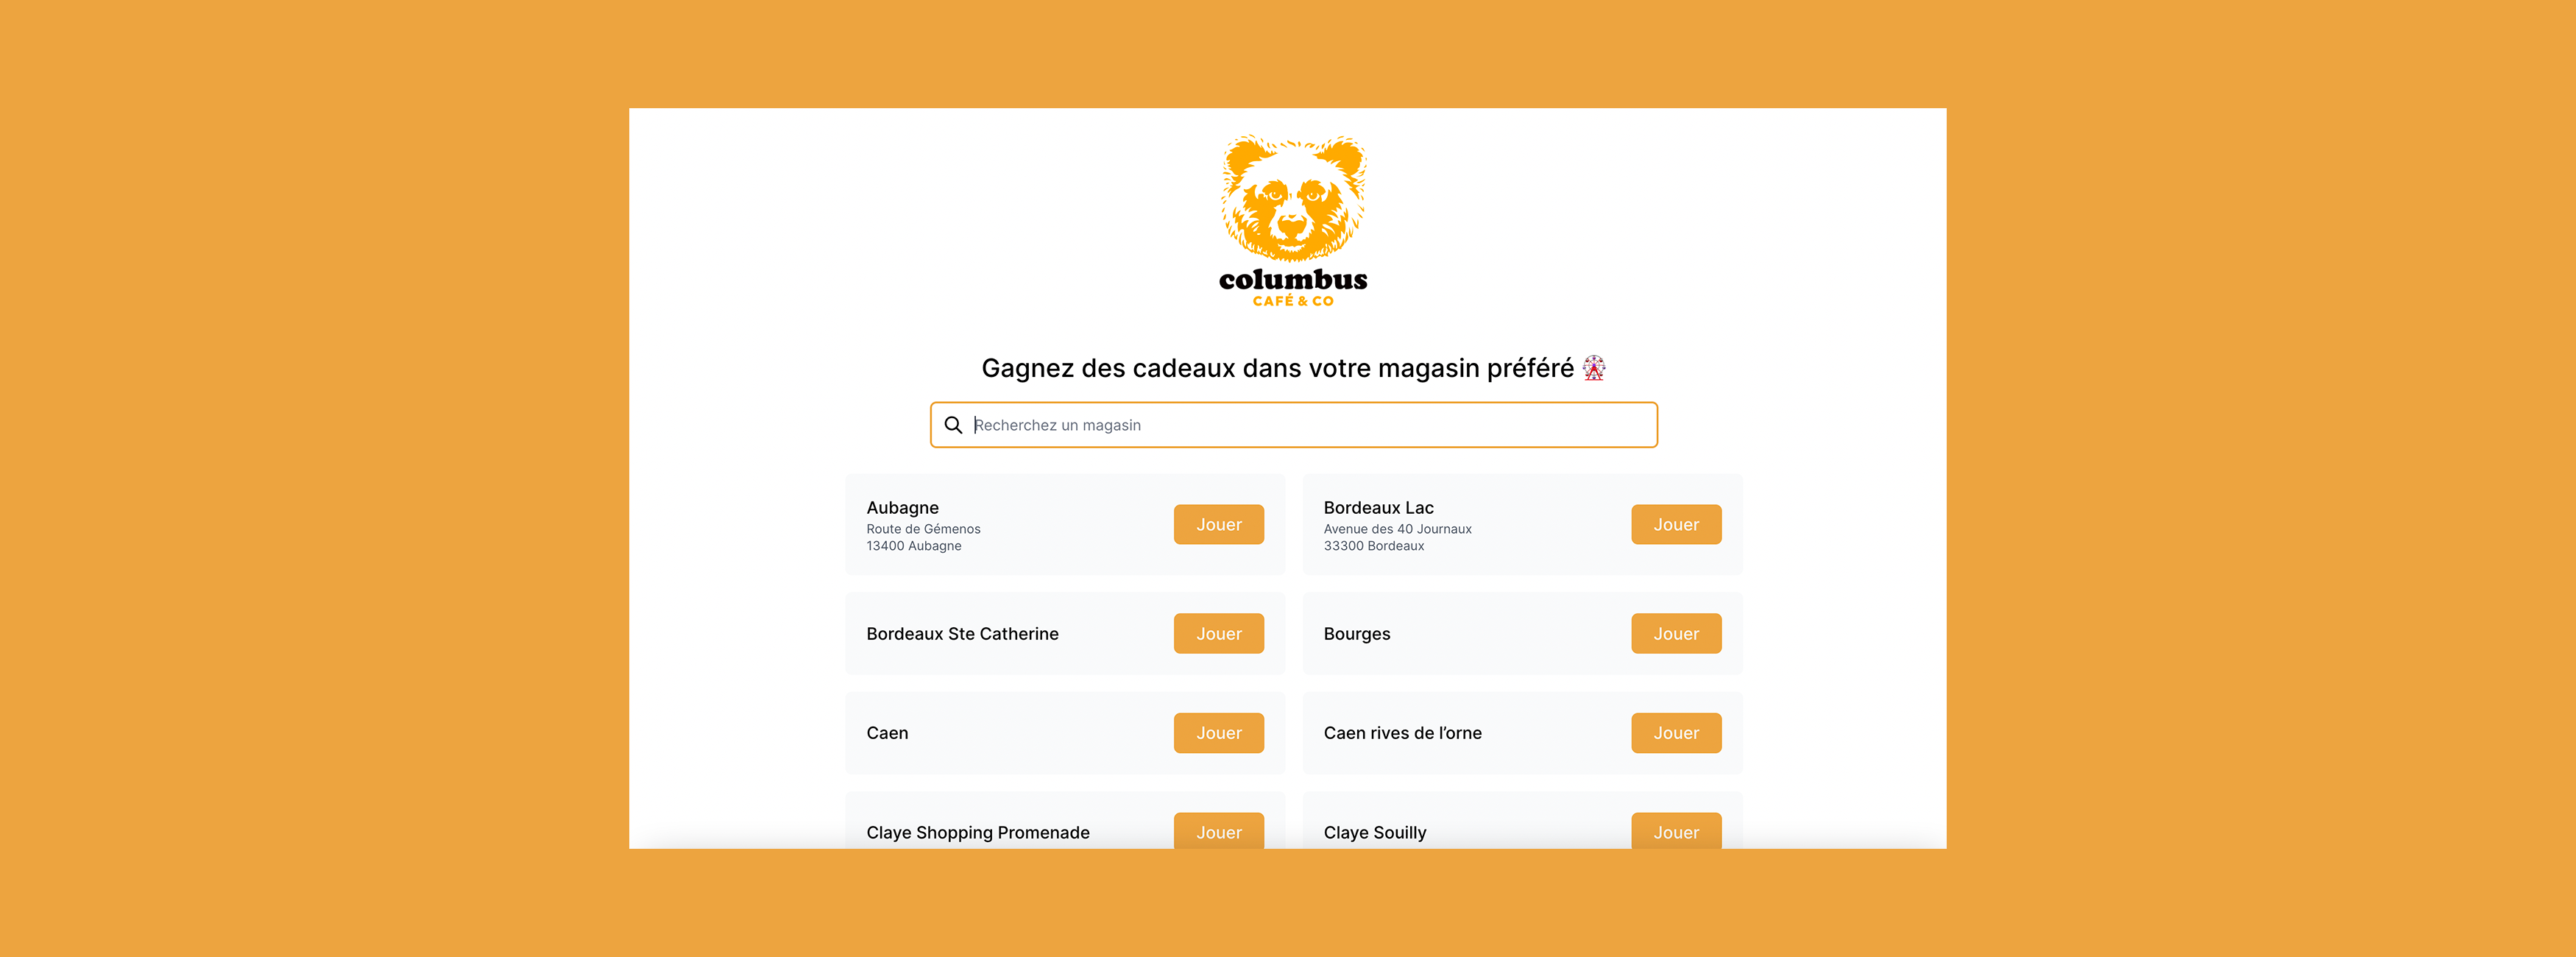 columbus
CAFÉ & CO
Gagnez des cadeaux dans votre magasin préféré 🎡
Recherchez un magasin
Aubagne
Route de Gémenos
13400 Aubagne
Jouer
Bordeaux Lac
Avenue des 40 Journaux
33300 Bordeaux
Jouer
Bordeaux Ste Catherine
Jouer
Bourges
Jouer
Caen
Jouer
Caen rives de l’orne
Jouer
Claye Shopping Promenade
Jouer
Claye Souilly
Jouer